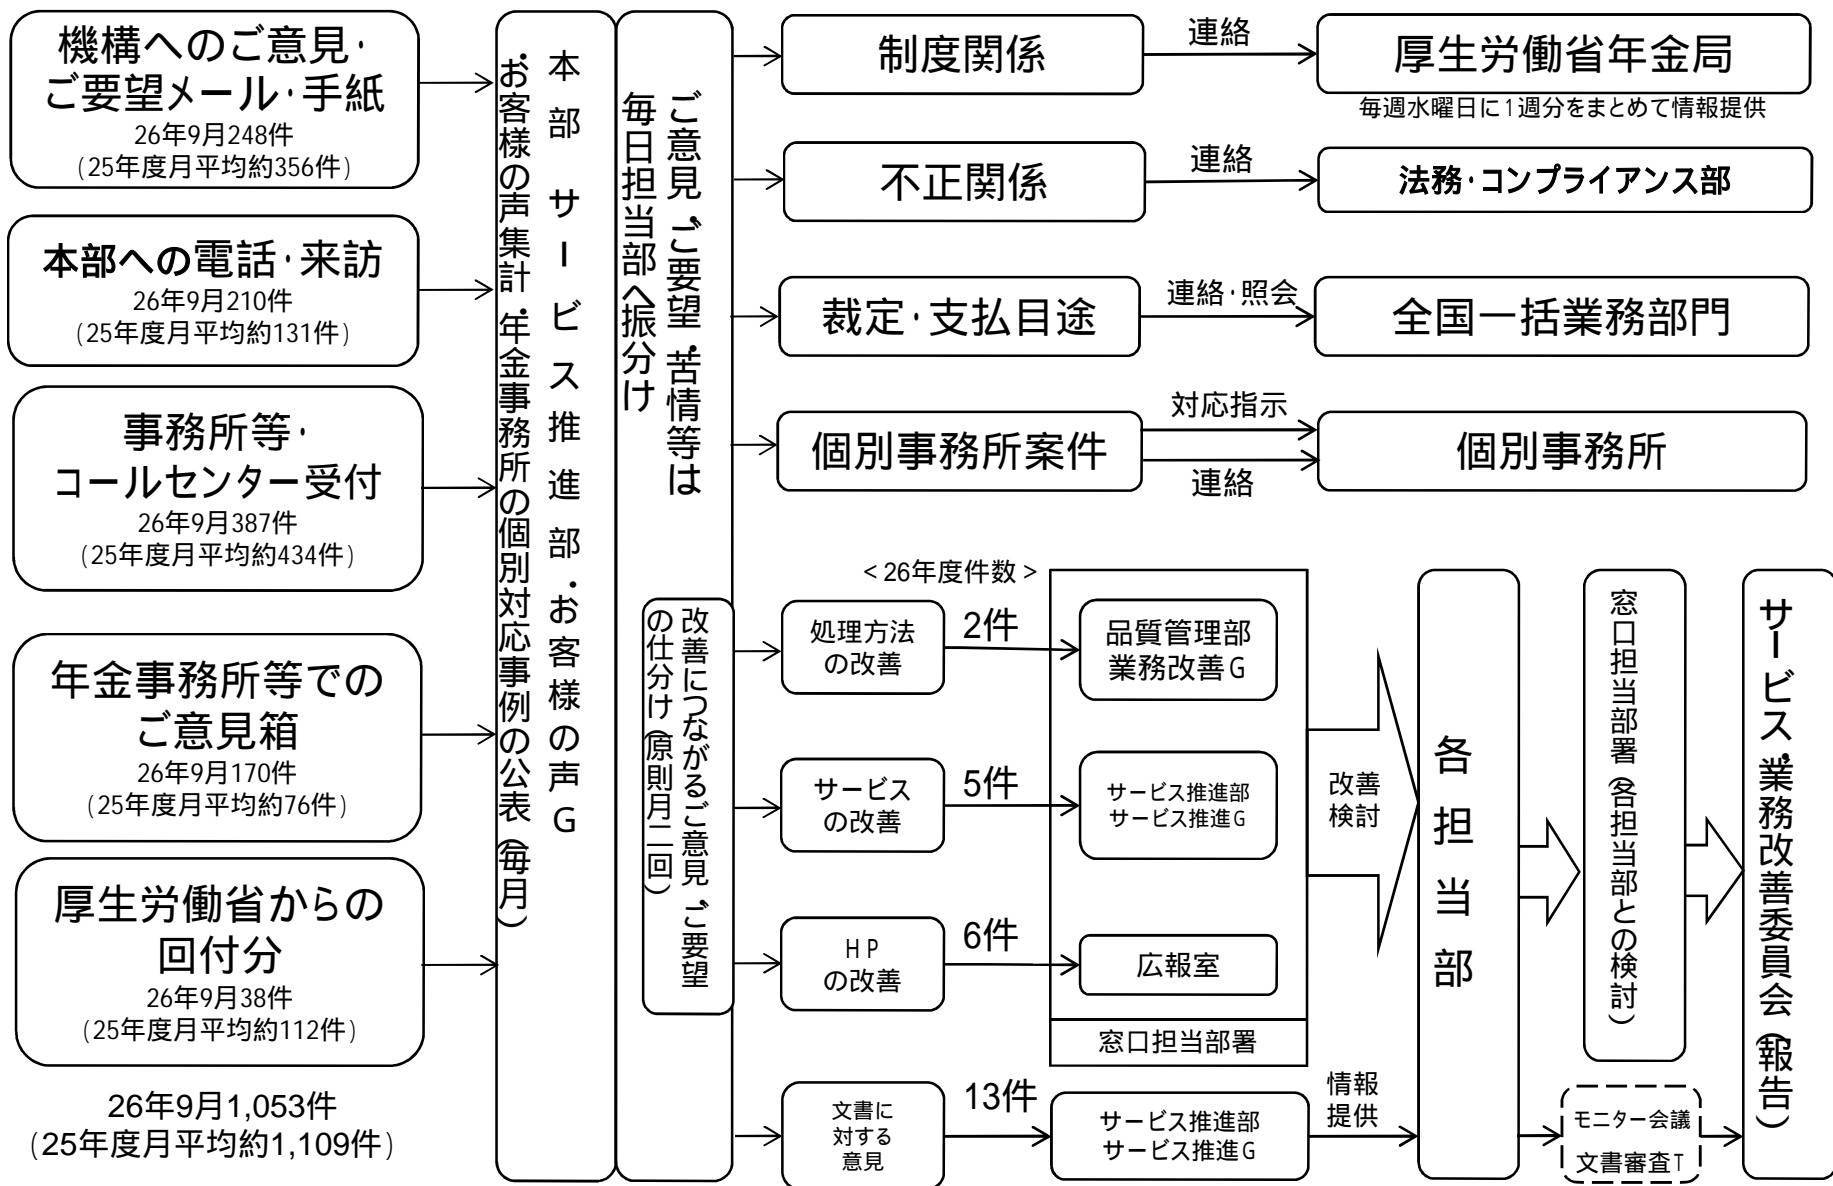 機構へのご意見・
ご要望メール・手紙
26年9月248件
(25年度月平均約356件)
本部への電話・来訪
26年9月210件
(25年度月平均約131件)
事務所等・
コールセンター受付
26年9月387件
(25年度月平均約434件)
年金事務所等での
ご意見箱
26年9月170件
(25年度月平均約76件)
厚生労働省からの
回付分
26年9月38件
(25年度月平均約112件)
26年9月1,053件
(25年度月平均約1,109件)
本部 サービス推進部・お客様の声G
・お客様の声集計・年金事務所の個別対応事例の公表(毎月)
ご意見・ご要望・苦情等は
毎日担当部へ振分け
改善につながるご意見・ご要望
の仕分け(原則月二回)
制度関係
連絡
厚生労働省年金局
毎週水曜日に1週分をまとめて情報提供
不正関係
連絡
法務・コンプライアンス部
裁定・支払目途
連絡・照会
全国一括業務部門
個別事務所案件
対応指示
連絡
個別事務所
<26年度件数>
処理方法
の改善
2件
品質管理部
業務改善G
サービス
の改善
5件
サービス推進部
サービス推進G
HP
の改善
6件
広報室
窓口担当部署
文書に
対する
意見
13件
サービス推進部
サービス推進G
改善
検討
情報
提供
各担当部
窓口担当部署(各担当部との検討)
モニター会議
文書審査T
サービス・業務改善委員会(報告)